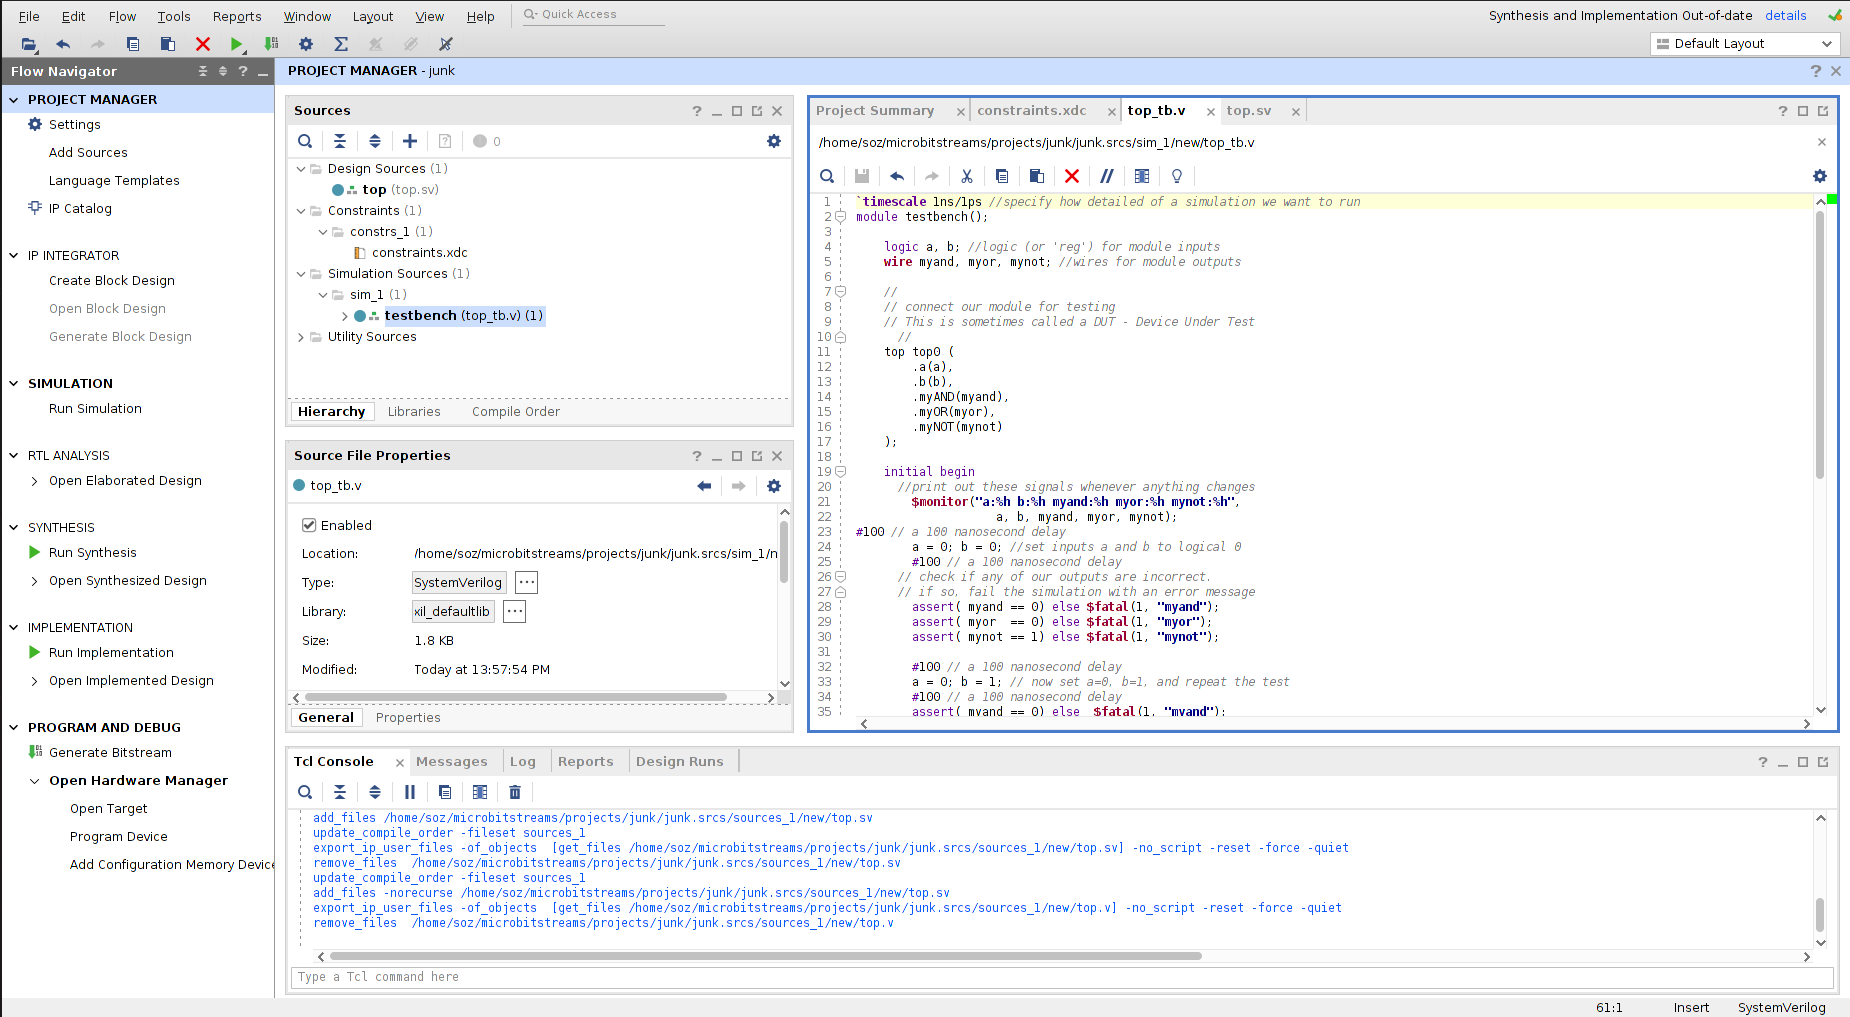 File Edit Flow Tools Reports Window Layout View Help Quick Access
Synthesis and Implementation Out-of-date details
Default Layout
Flow Navigator
PROJECT MANAGER
Settings
Add Sources
Language Templates
IP Catalog
IP INTEGRATOR
Create Block Design
Open Block Design
Generate Block Design
SIMULATION
Run Simulation
RTL ANALYSIS
Open Elaborated Design
SYNTHESIS
Run Synthesis
Open Synthesized Design
IMPLEMENTATION
Run Implementation
Open Implemented Design
PROGRAM AND DEBUG
Generate Bitstream
Open Hardware Manager
Open Target
Program Device
Add Configuration Memory Device
PROJECT MANAGER - junk
Sources
0
Design Sources (1)
top (top.sv)
Constraints (1)
constrs_1 (1)
constraints.xdc
Simulation Sources (1)
sim_1 (1)
testbench (top_tb.v) (1)
Utility Sources
Hierarchy Libraries Compile Order
Source File Properties
top_tb.v
Enabled
Location: /home/soz/microbitstreams/projects/junk/junk.srcs/sim_1/n
Type: SystemVerilog ...
Library: xil_defaultlib ...
Size: 1.8 KB
Modified: Today at 13:57:54 PM
General Properties
Project Summary constraints.xdc top_tb.v top.sv
/home/soz/microbitstreams/projects/junk/junk.srcs/sim_1/new/top_tb.v
1 `timescale 1ns/1ps //specify how detailed of a simulation we want to run
2 module testbench();
3
4 logic a, b; //logic (or 'reg') for module inputs
5 wire myand, myor, mynot; //wires for module outputs
6
7 //
8 // connect our module for testing
9 // This is sometimes called a DUT - Device Under Test
10 //
11 top top0 (
12 .a(a),
13 .b(b),
14 .myAND(myand),
15 .myOR(myor),
16 .myNOT(mynot)
17 );
18
19 initial begin
20 //print out these signals whenever anything changes
21 $monitor("a:%h b:%h myand:%h myor:%h mynot:%h",
22 a, b, myand, myor, mynot);
23 #100 // a 100 nanosecond delay
24 a = 0; b = 0; //set inputs a and b to logical 0
25 #100 // a 100 nanosecond delay
26 // check if any of our outputs are incorrect.
27 // if so, fail the simulation with an error message
28 assert( myand == 0) else $fatal(1, "myand");
29 assert( myor  == 0) else $fatal(1, "myor");
30 assert( mynot == 1) else $fatal(1, "mynot");
31
32 #100 // a 100 nanosecond delay
33 a = 0; b = 1; // now set a=0, b=1, and repeat the test
34 #100 // a 100 nanosecond delay
35 assert( myand == 0) else  $fatal(1, "myand");
Tcl Console Messages Log Reports Design Runs
add_files /home/soz/microbitstreams/projects/junk/junk.srcs/sources_1/new/top.sv
update_compile_order -fileset sources_1
export_ip_user_files -of_objects  [get_files /home/soz/microbitstreams/projects/junk/junk.srcs/sources_1/new/top.sv] -no_script -reset -force -quiet
remove_files  /home/soz/microbitstreams/projects/junk/junk.srcs/sources_1/new/top.sv
update_compile_order -fileset sources_1
add_files -norecurse /home/soz/microbitstreams/projects/junk/junk.srcs/sources_1/new/top.sv
export_ip_user_files -of_objects  [get_files /home/soz/microbitstreams/projects/junk/junk.srcs/sources_1/new/top.v] -no_script -reset -force -quiet
remove_files  /home/soz/microbitstreams/projects/junk/junk.srcs/sources_1/new/top.v
Type a Tcl command here
61:1 Insert SystemVerilog